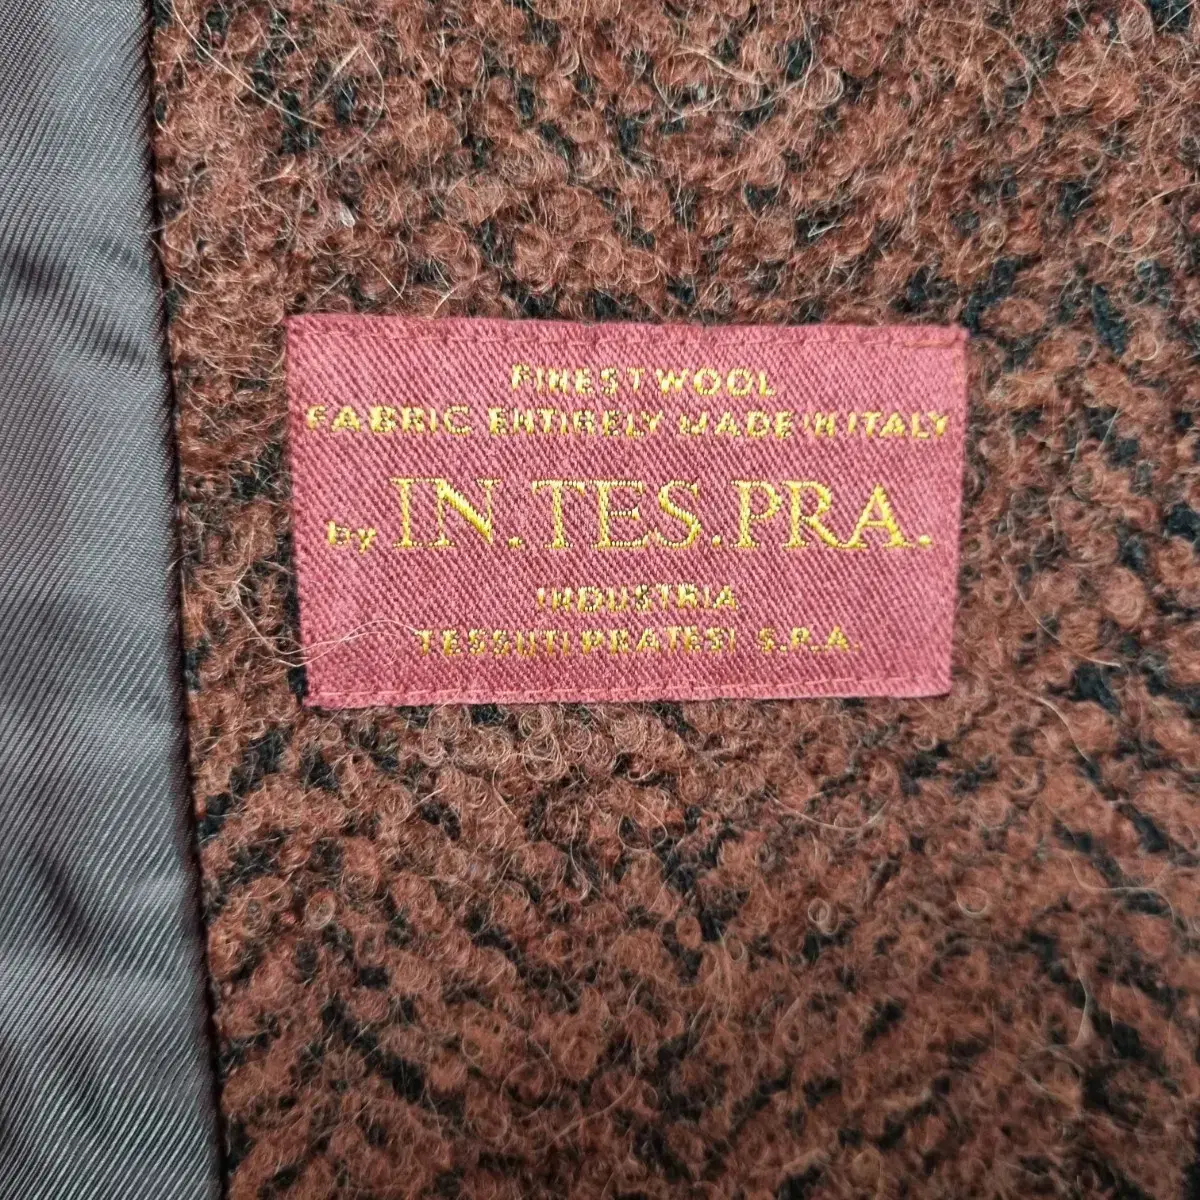 FINEST WOOL
FABRIC ENTIRELY MADE IN ITALY
by IN.TES.PRA.
INDUSTRIA
TESSUTI PRATESI S.P.A.